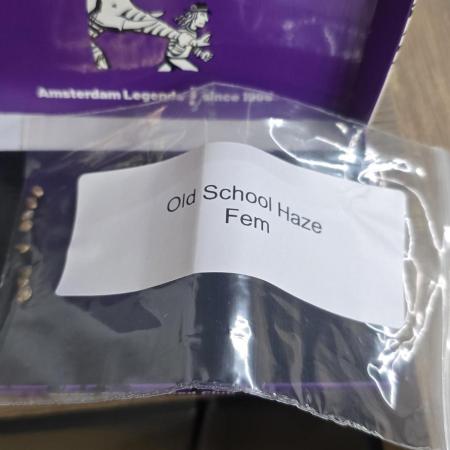 Amsterdam Legends since 1985
Old School Haze
Fem